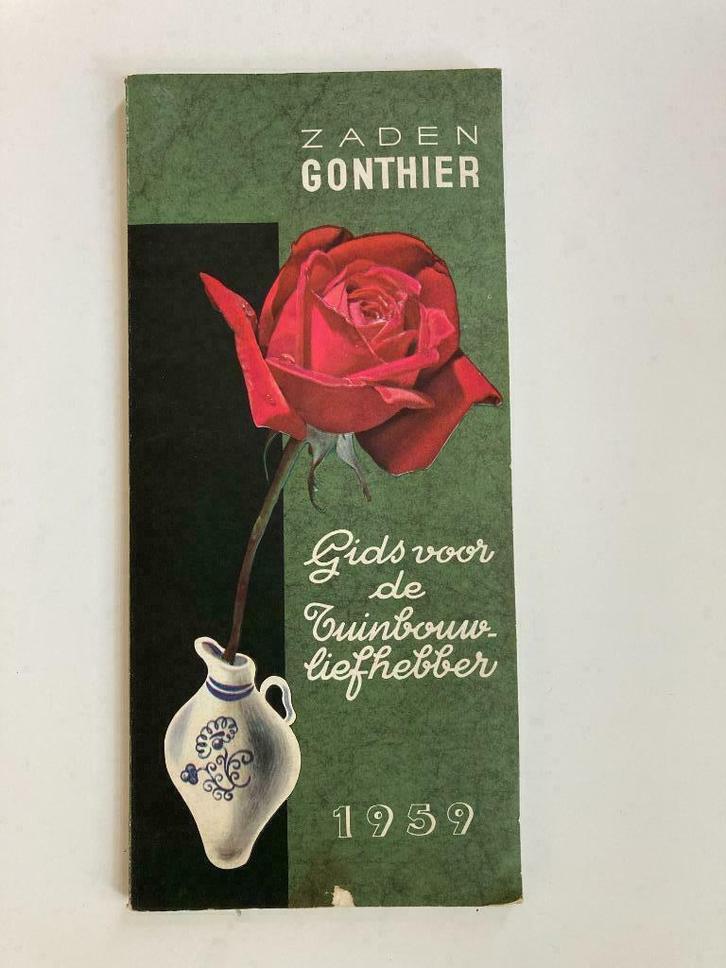 ZADEN
GONTHIER
Gids voor
de
Tuinbouw-
liefhebber
1959